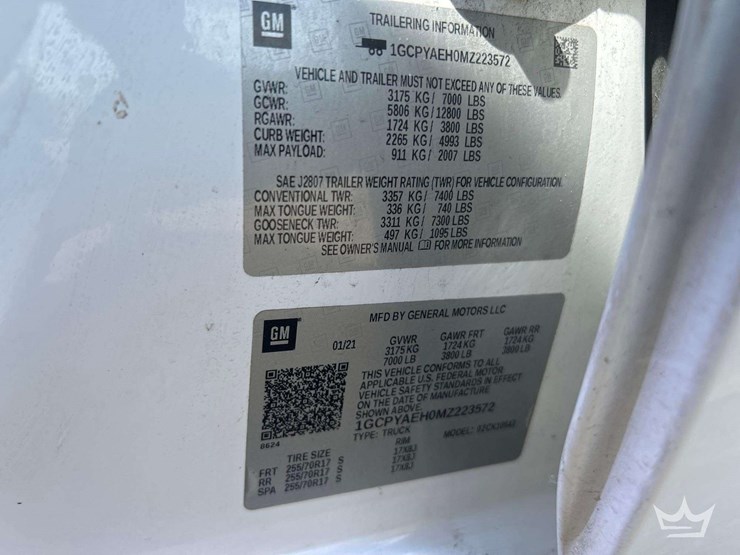 GM
TRAILERING INFORMATION
1GCPYAEH0MZ223572
VEHICLE AND TRAILER MUST NOT EXCEED ANY OF THESE VALUES
GVWR: 3175 KG/ 7000 LBS
GCWR: 5806 KG/12800 LBS
RGAWR: 1724 KG/ 3800 LBS
CURB WEIGHT: 2265 KG/ 4993 LBS
MAX PAYLOAD: 911 KG/ 2007 LBS
SAE J2807 TRAILER WEIGHT RATING (TWR) FOR VEHICLE CONFIGURATION.
CONVENTIONAL TWR: 3357 KG/ 7400 LBS
MAX TONGUE WEIGHT: 336 KG/ 740 LBS
GOOSENECK TWR: 3311 KG/ 7300 LBS
MAX TONGUE WEIGHT: 497 KG/ 1095 LBS
SEE OWNER'S MANUAL FOR MORE INFORMATION
GM
MFD BY GENERAL MOTORS LLC
01/21 GVWR GAWR FRT GAWR RR
3175KG 1724KG 1724KG
7000LB 3800LB 3800LB
THIS VEHICLE CONFORMS TO ALL
APPLICABLE U.S. FEDERAL MOTOR
VEHICLE SAFETY STANDARDS IN EFFECT
ON THE DATE OF MANUFACTURE
SHOWN ABOVE.
1GCPYAEH0MZ223572
0624
TYPE: TRUCK MODEL:
TIRE SIZE RIM
FRT 255/70R17 S 17X8J
RR 255/70R17 S 17X8J
SPA 255/70R17 S 17X8J